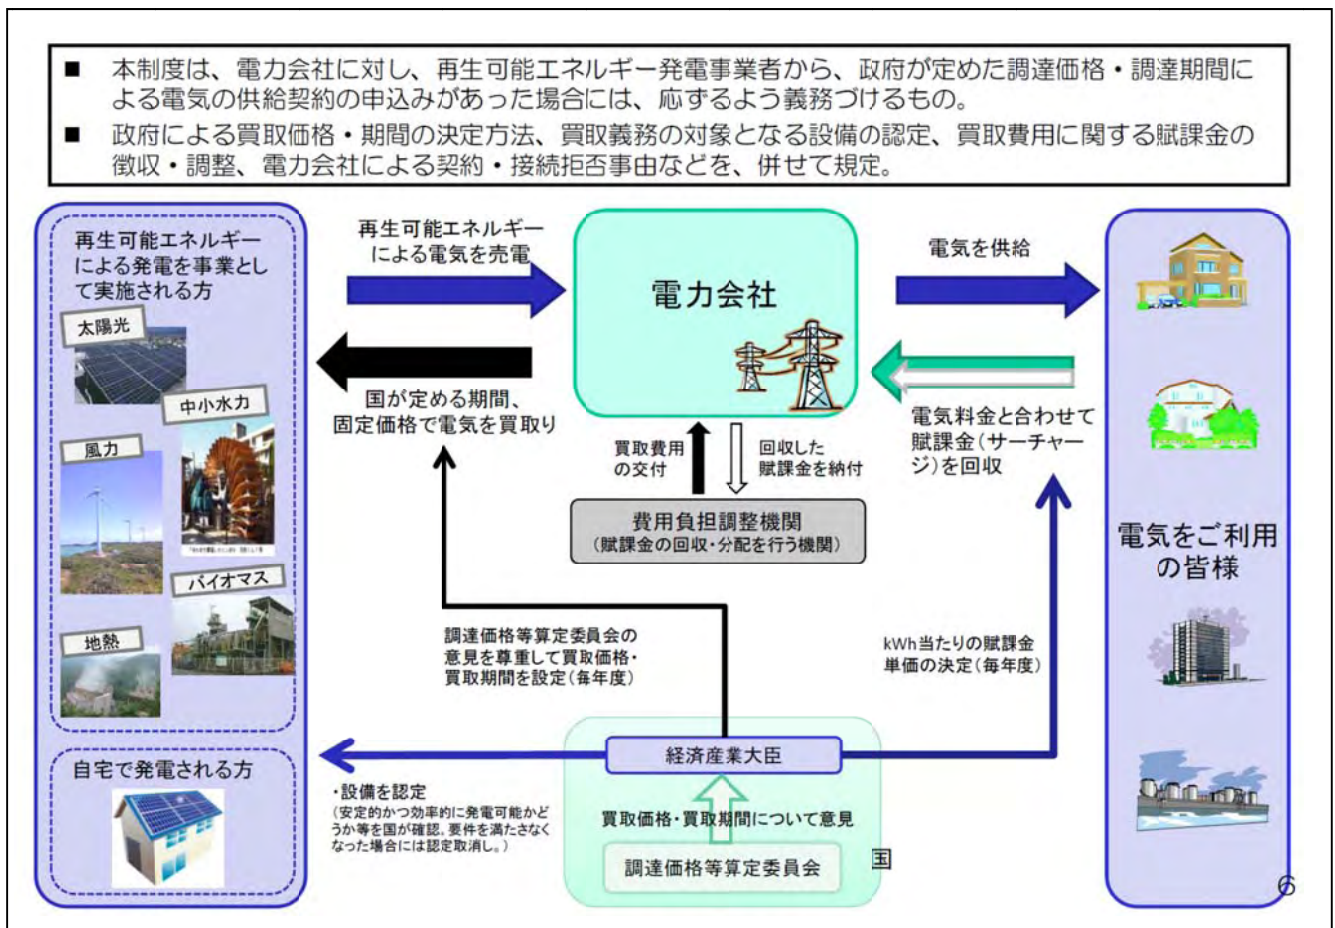 ■ 本制度は、電力会社に対し、再生可能エネルギー発電事業者から、政府が定めた調達価格・調達期間に
よる電気の供給契約の申込みがあった場合には、応ずるよう義務づけるもの。
■ 政府による買取価格・期間の決定方法、買取義務の対象となる設備の認定、買取費用に関する賦課金の
徴収・調整、電力会社による契約・接続拒否事由などを、併せて規定。
再生可能エネルギー
による発電を事業とし
て実施される方
太陽光
中小水力
風力
バイオマス
地熱
自宅で発電される方
再生可能エネルギー
による電気を売電
国が定める期間、
固定価格で電気を買取り
電力会社
電気を供給
電気料金と合わせて
賦課金(サーチャー
ジ)を回収
買取費用
の交付
回収した
賦課金を納付
費用負担調整機関
(賦課金の回収・分配を行う機関)
電気をご利用
の皆様
調達価格等算定委員会の
意見を尊重して買取価格・
買取期間を設定(毎年度)
kWh当たりの賦課金
単価の決定(毎年度)
経済産業大臣
・設備を認定
(安定的かつ効率的に発電可能かど
うか等を国が確認。要件を満たさなく
なった場合には認定取消し。)
買取価格・買取期間について意見
調達価格等算定委員会
国
6